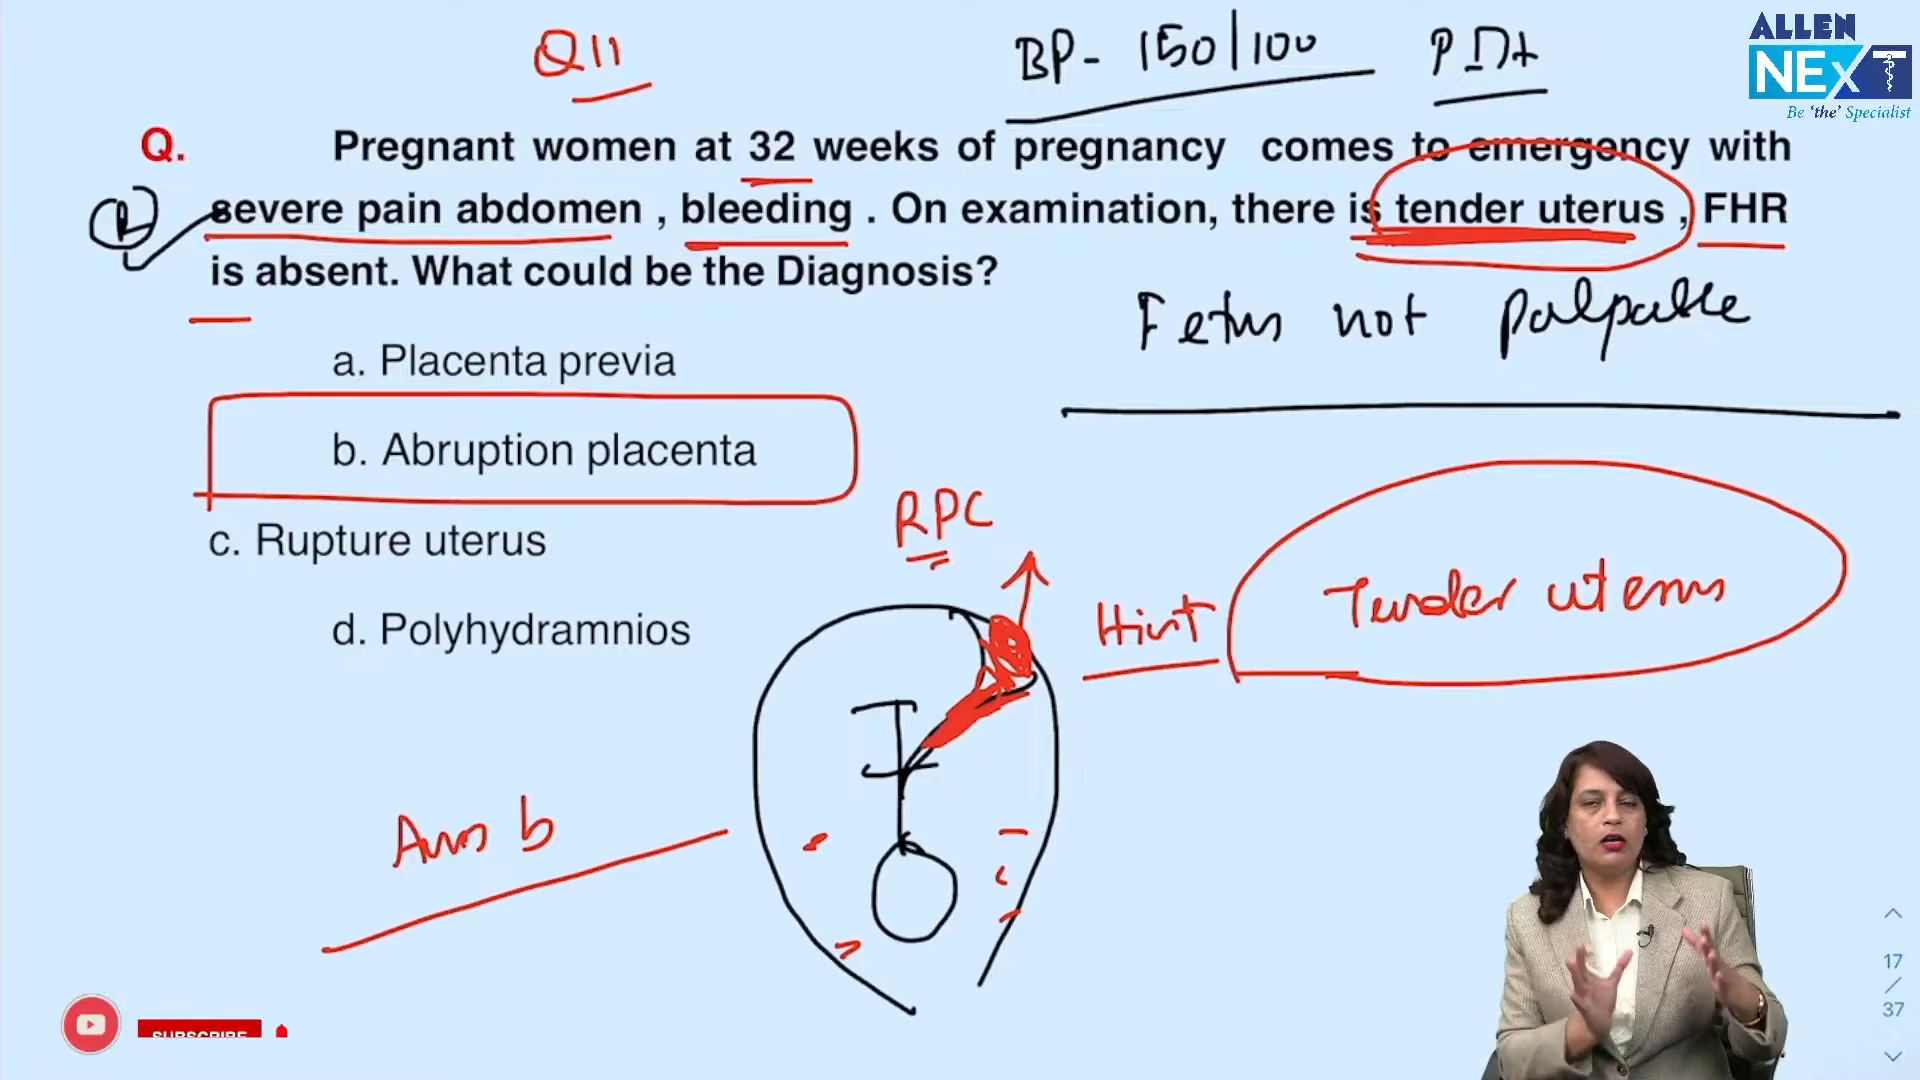 Q11
BP- 150/100
ALLEN
NEXT
Be 'the' Specialist
Q. Pregnant women at 32 weeks of pregnancy comes to emergency with
severe pain abdomen , bleeding . On examination, there is tender uterus , FHR
is absent. What could be the Diagnosis?
Fetus not palpable
a. Placenta previa
b. Abruption placenta
RPC
c. Rupture uterus
Hint
Tender uterus
d. Polyhydramnios
Ans b
17
/
37
SUBSCRIBE